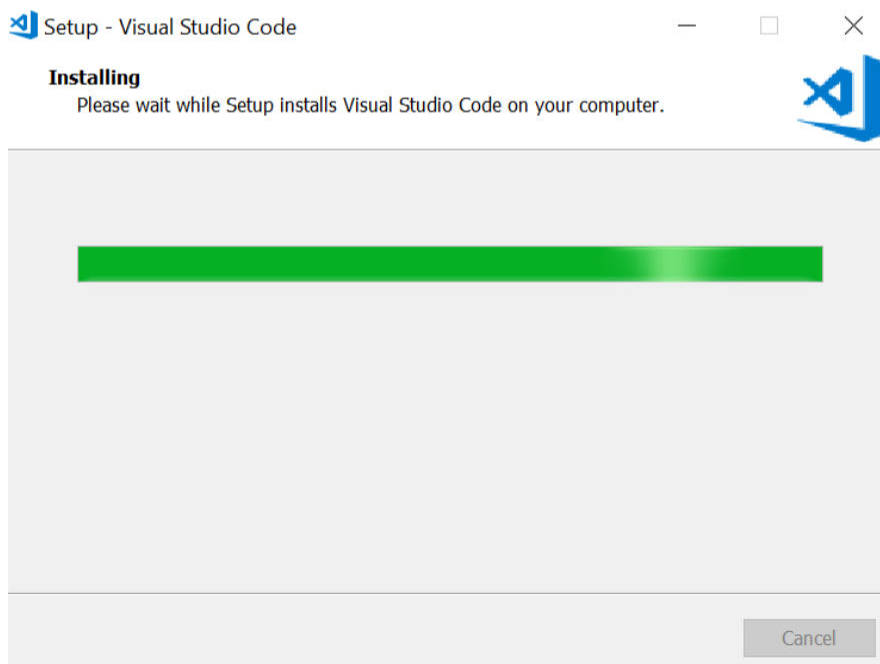 Setup - Visual Studio Code
Installing
Please wait while Setup installs Visual Studio Code on your computer.
Cancel